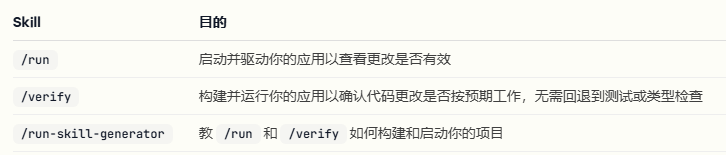 Skill 目的
/run 启动并驱动你的应用以查看更改是否有效
/verify 构建并运行你的应用以确认代码更改是否按预期工作，无需回退到测试或类型检查
/run-skill-generator 教 /run 和 /verify 如何构建和启动你的项目